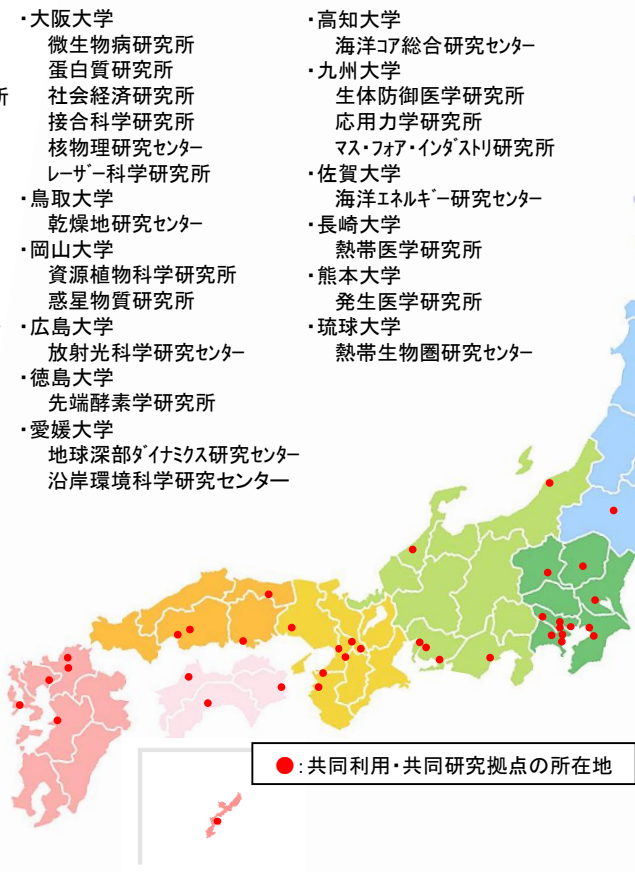 ・大阪大学
微生物病研究所
蛋白質研究所
所
社会経済研究所
接合科学研究所
核物理研究センター
レーザー科学研究所
・鳥取大学
乾燥地研究センター
・岡山大学
資源植物科学研究所
惑星物質研究所
・広島大学
放射光科学研究センター
・徳島大学
先端酵素学研究所
・愛媛大学
地球深部ダイナミクス研究センター
沿岸環境科学研究センター
・高知大学
海洋コア総合研究センター
・九州大学
生体防御医学研究所
応用力学研究所
マス・フォア・インダストリ研究所
・佐賀大学
海洋エネルギー研究センター
・長崎大学
熱帯医学研究所
・熊本大学
発生医学研究所
・琉球大学
熱帯生物圏研究センター
●:共同利用・共同研究拠点の所在地